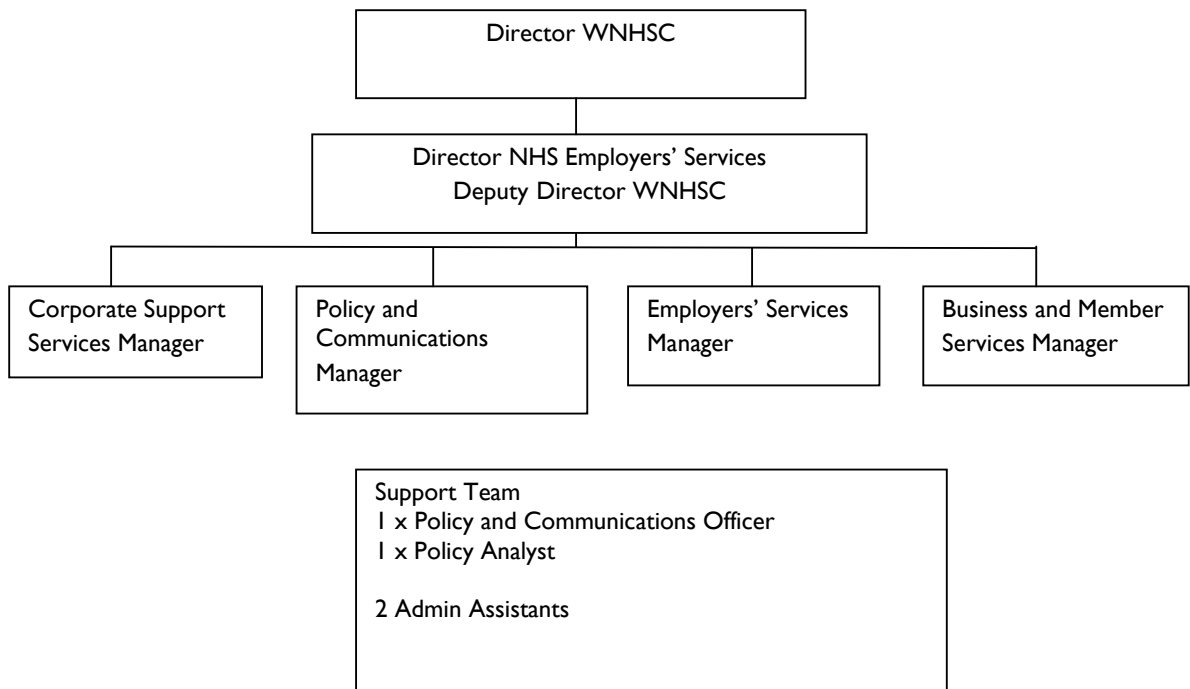 Director WNHSC
Director NHS Employers’ Services
Deputy Director WNHSC
Corporate Support
Services Manager
Policy and
Communications
Manager
Employers’ Services
Manager
Business and Member
Services Manager
Support Team
1 x Policy and Communications Officer
1 x Policy Analyst
2 Admin Assistants